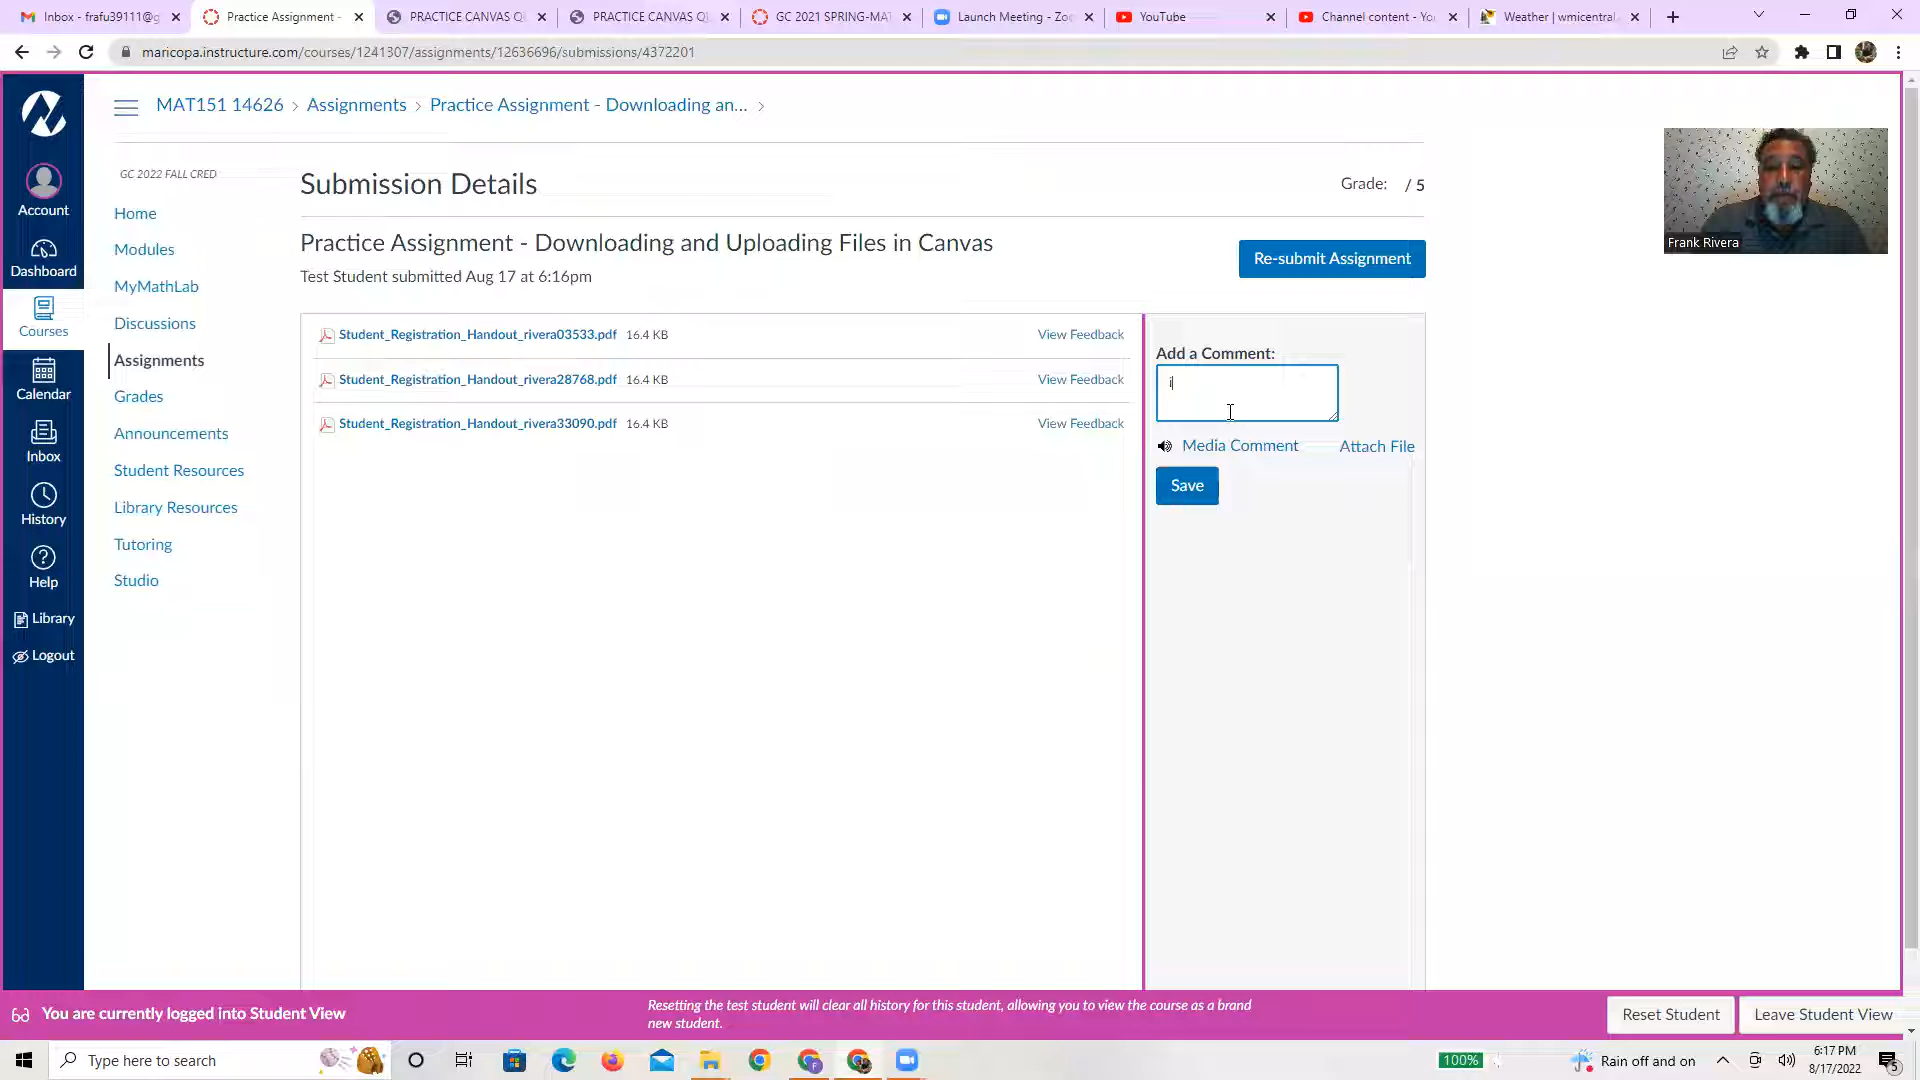 Inbox - frafu39111@g
Practice Assignment -
PRACTICE CANVAS Q
PRACTICE CANVAS Q
GC 2021 SPRING-MA
Launch Meeting - Zo
YouTube
Channel content - Yo
Weather | wmicentral.
maricopa.instructure.com/courses/1241307/assignments/12636696/submissions/4372201
MAT151 14626 > Assignments > Practice Assignment - Downloading an... >
Account
Dashboard
Courses
Calendar
Inbox
History
Help
Library
Logout
GC 2022 FALL CRED
Home
Modules
MyMathLab
Discussions
Assignments
Grades
Announcements
Student Resources
Library Resources
Tutoring
Studio
Submission Details
Grade: / 5
Practice Assignment - Downloading and Uploading Files in Canvas
Test Student submitted Aug 17 at 6:16pm
Re-submit Assignment
Student_Registration_Handout_rivera03533.pdf 16.4 KB View Feedback
Student_Registration_Handout_rivera28768.pdf 16.4 KB View Feedback
Student_Registration_Handout_rivera33090.pdf 16.4 KB View Feedback
Add a Comment:
i
Media Comment
Attach File
Save
Frank Rivera
You are currently logged into Student View
Resetting the test student will clear all history for this student, allowing you to view the course as a brand
new student.
Reset Student
Leave Student View
Type here to search
100%
Rain off and on
6:17 PM
8/17/2022
5